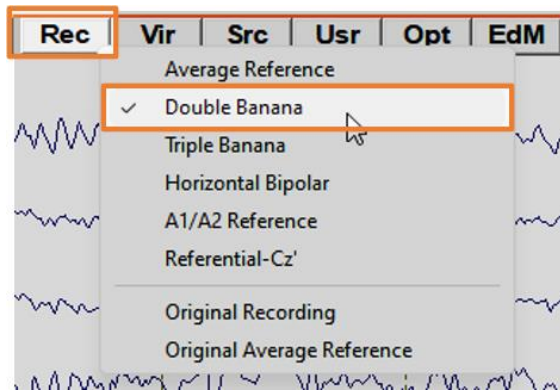 Rec Vir Src Usr Opt EdM
Average Reference
✓ Double Banana
Triple Banana
Horizontal Bipolar
A1/A2 Reference
Referential-Cz'
Original Recording
Original Average Reference